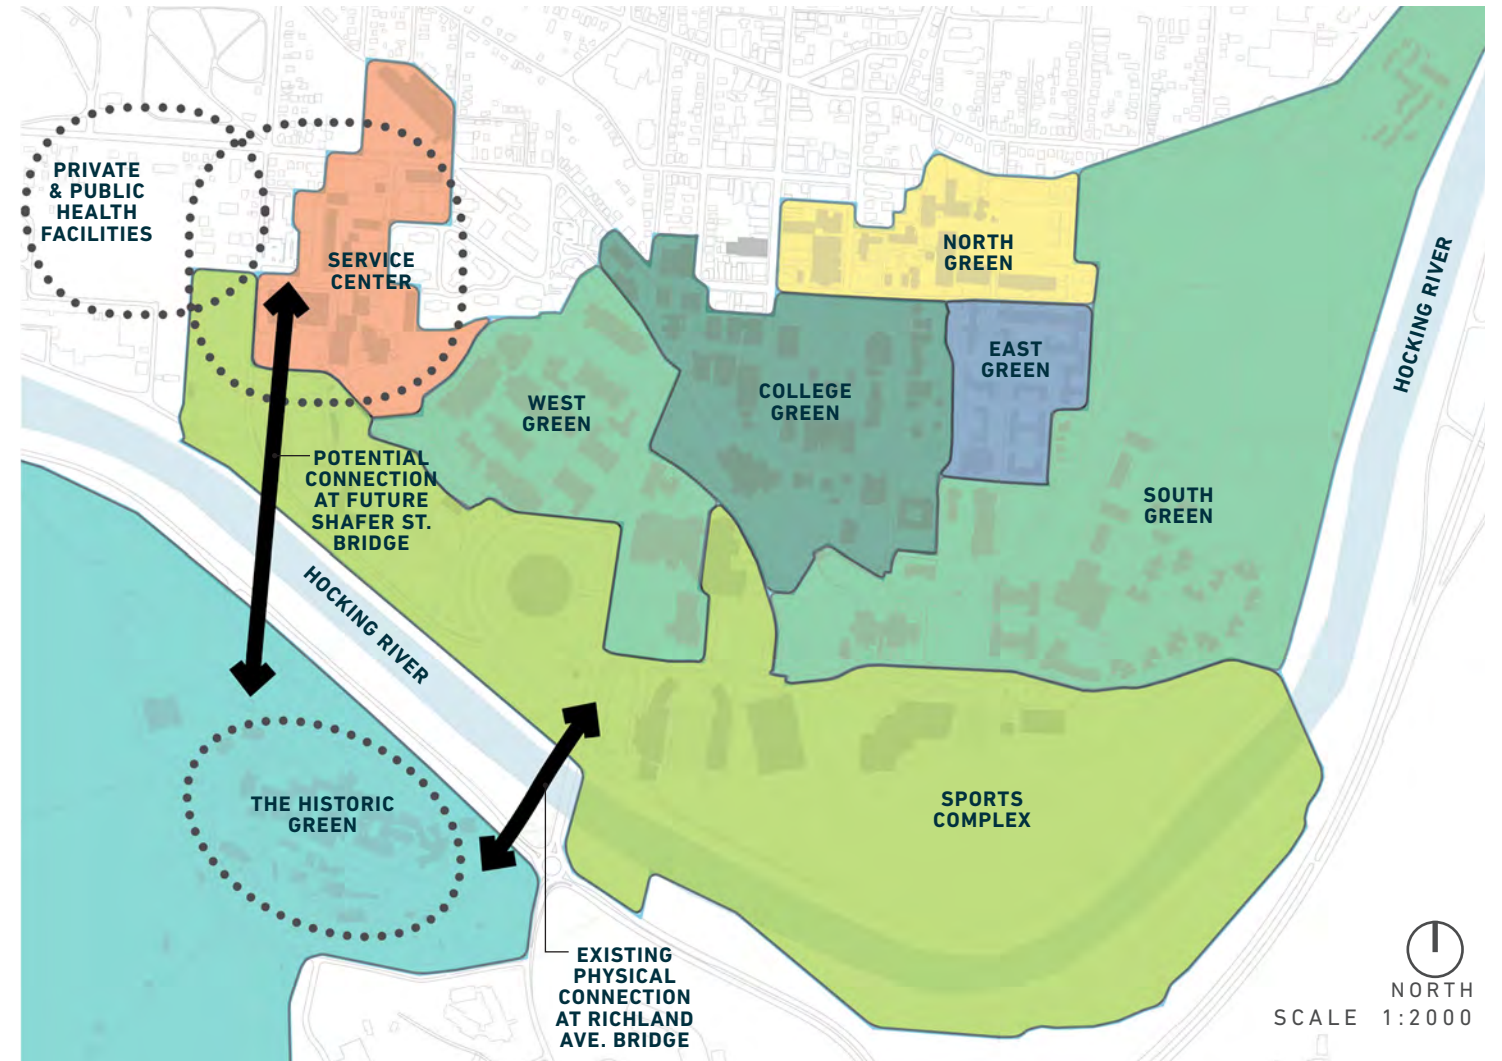 PRIVATE
& PUBLIC
HEALTH
FACILITIES
SERVICE
CENTER
NORTH
GREEN
HOCKING RIVER
EAST
GREEN
WEST
GREEN
COLLEGE
GREEN
POTENTIAL
CONNECTION
AT FUTURE
SHAFER ST.
BRIDGE
SOUTH
GREEN
HOCKING RIVER
THE HISTORIC
GREEN
SPORTS
COMPLEX
EXISTING
PHYSICAL
CONNECTION
AT RICHLAND
AVE. BRIDGE
NORTH
SCALE 1:2000